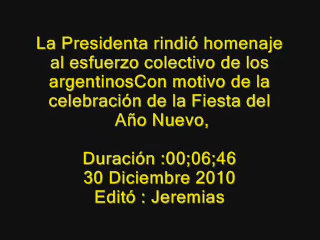 La Presidenta rindió homenaje
al esfuerzo colectivo de los
argentinosCon motivo de la
celebración de la Fiesta del
Año Nuevo,
Duración :00;06;46
30 Diciembre 2010
Editó : Jeremias